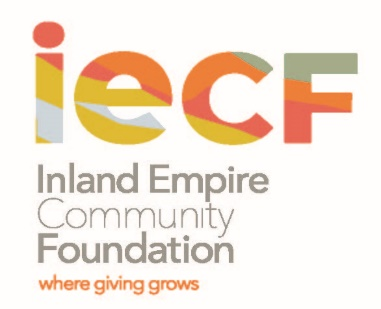 iecF
Inland Empire
Community
Foundation
where giving grows